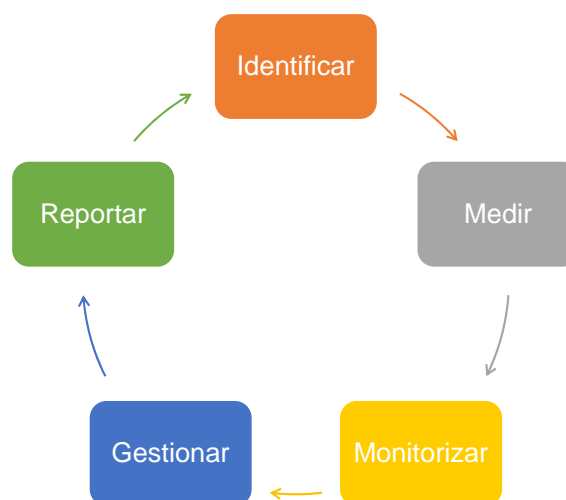 Identificar
Medir
Monitorizar
Gestionar
Reportar